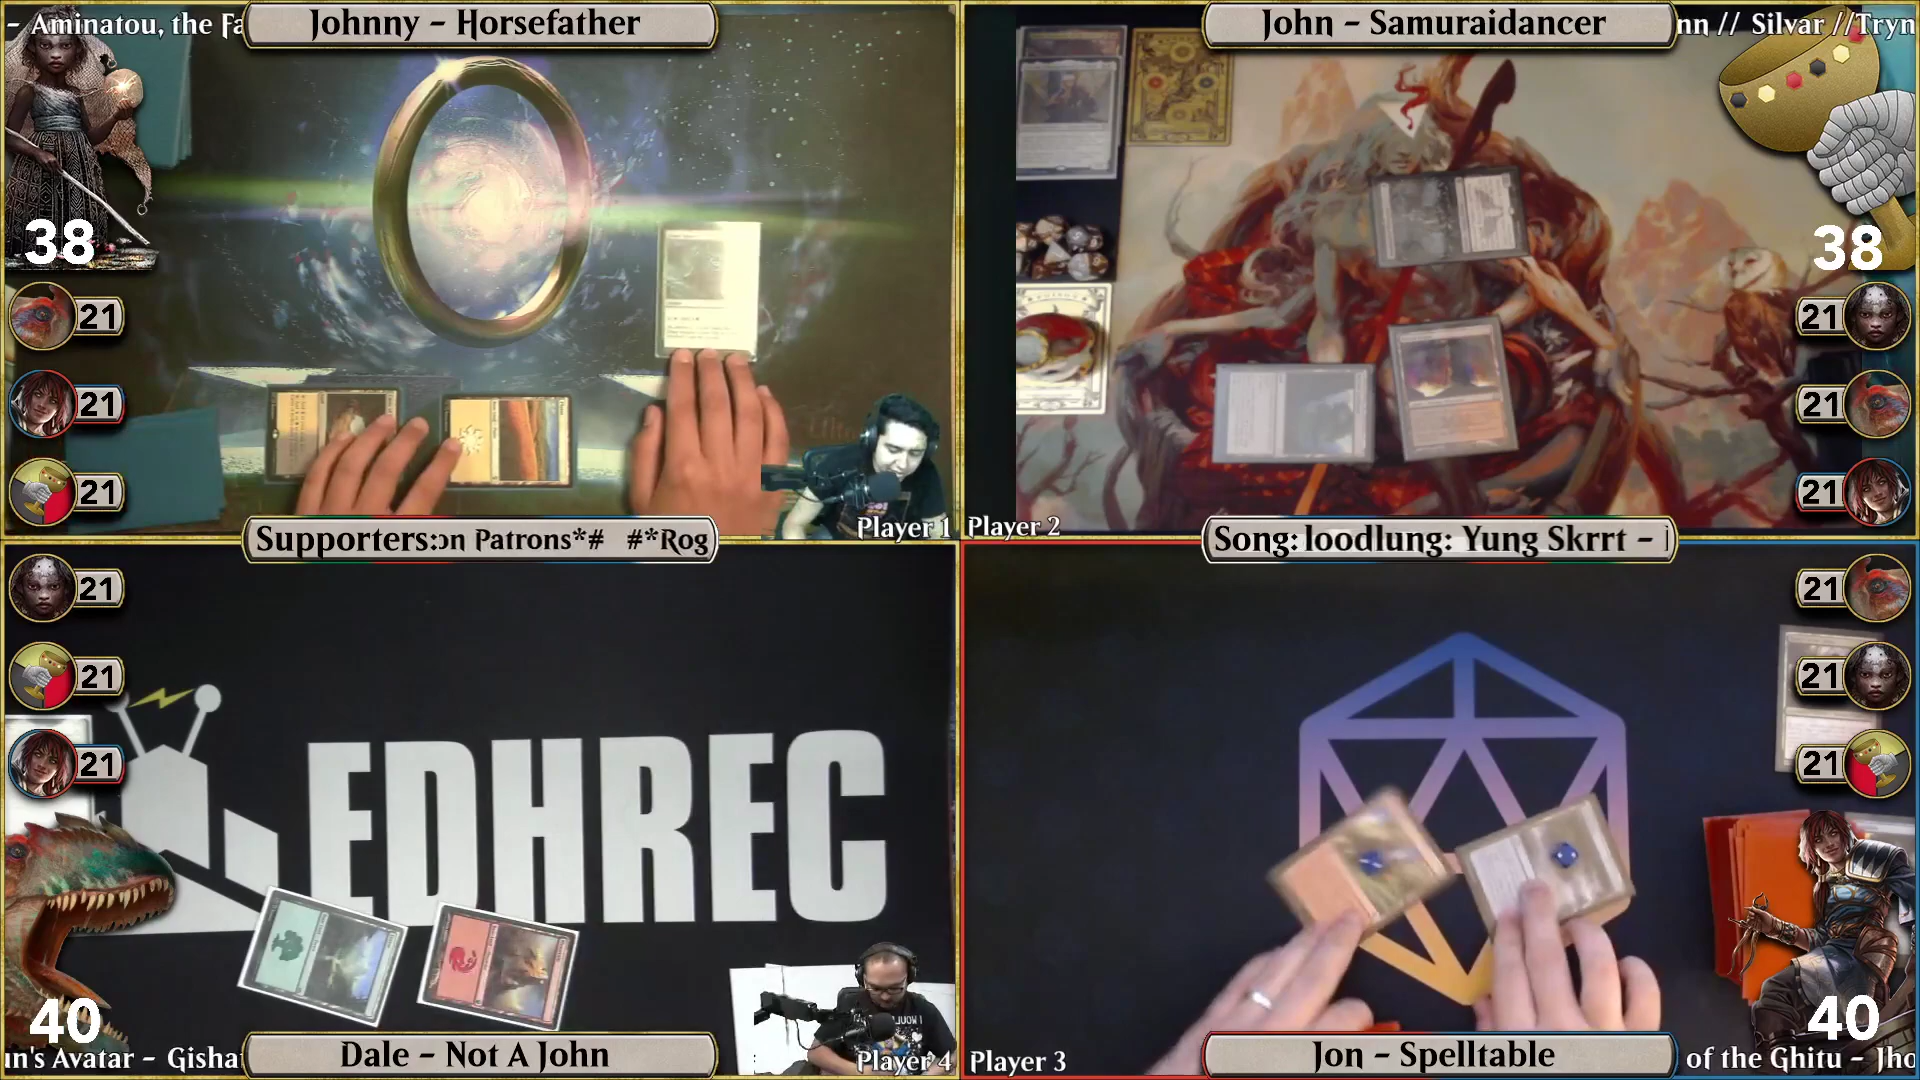 - Aminatou, the Fa
Johnny - Horsefather
John - Samuraidancer
nn // Silvar //Tryn
38
38
21
21
21
21
21
21
Player 1
Player 2
Supporters:on Patrons*# #*Rog
Song:loodlung: Yung Skrrt -
21
21
21
21
21
21
EDHREC
40
40
un's Avatar - Gisha
Dale - Not A John
Player 4
Player 3
Jon - Spelltable
of the Ghitu - Jho